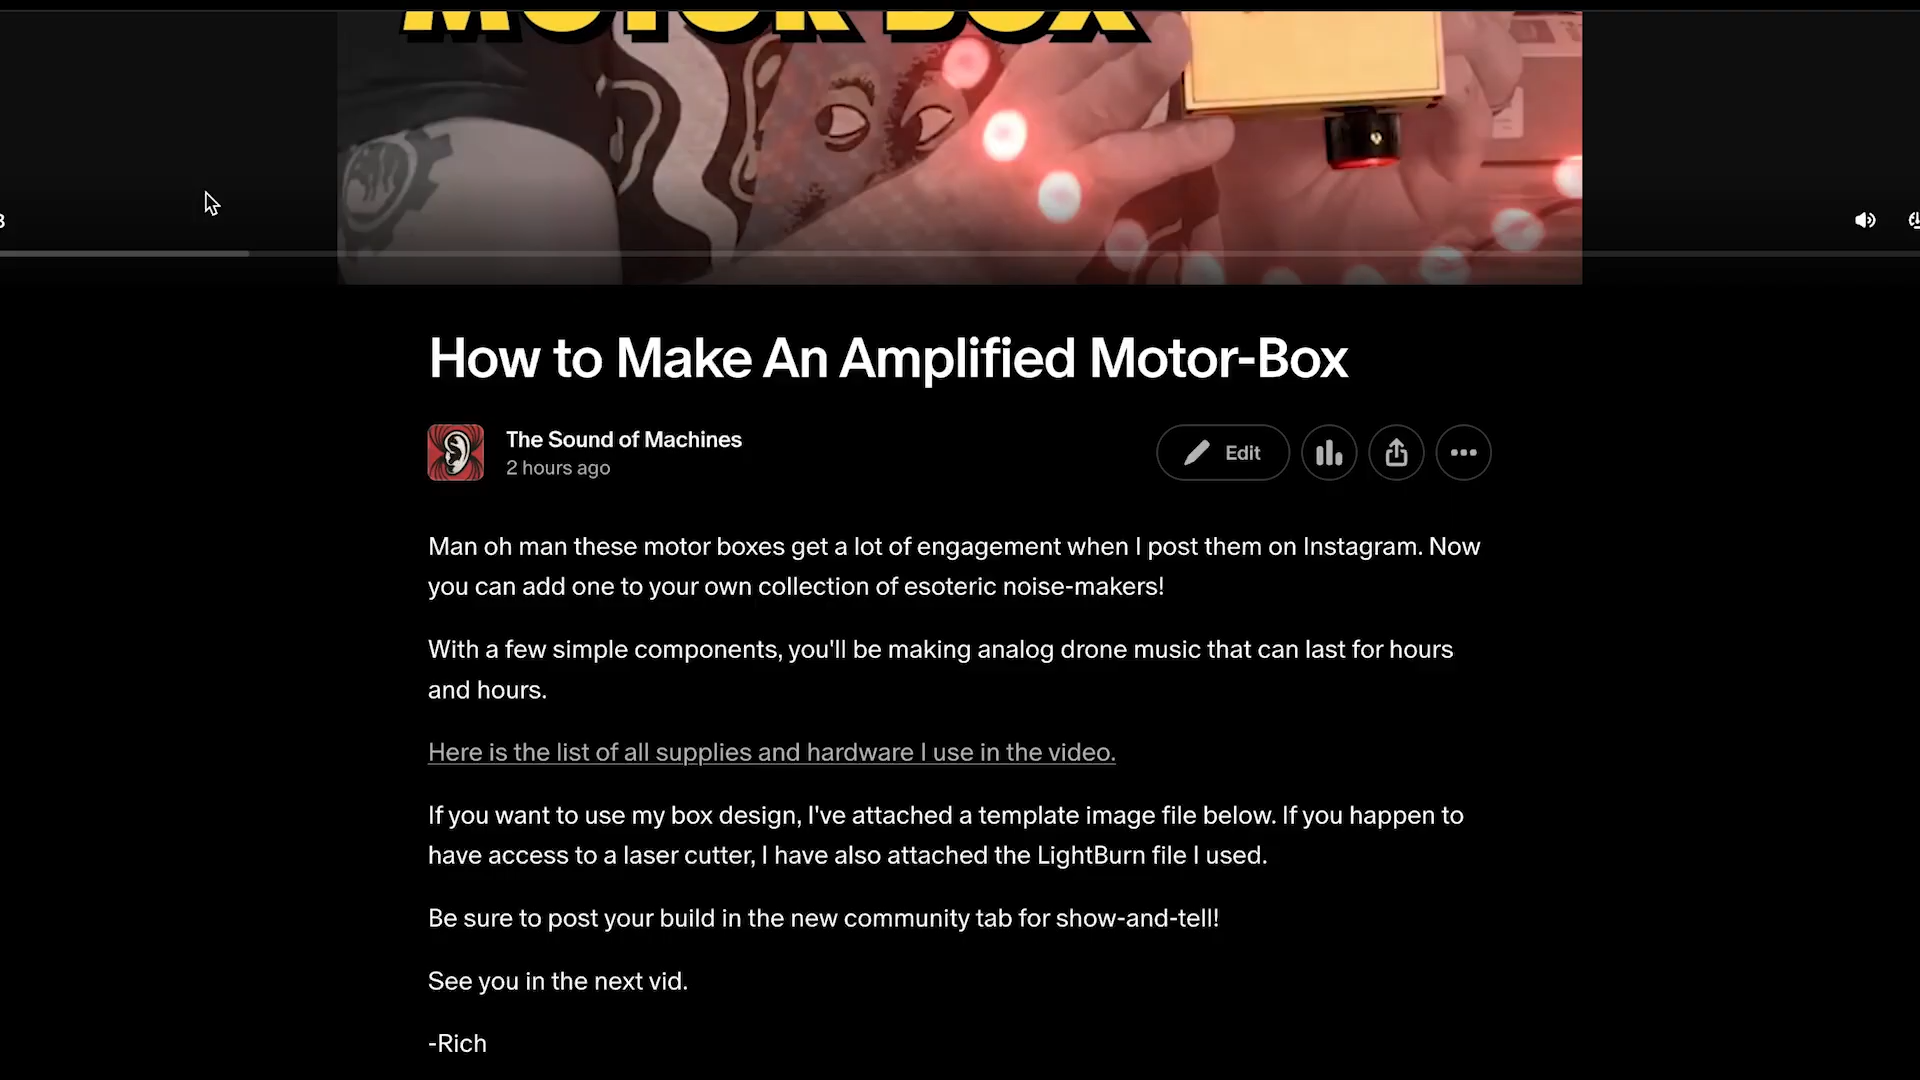 MOTOR BOX
How to Make An Amplified Motor-Box
The Sound of Machines
2 hours ago
Edit
Man oh man these motor boxes get a lot of engagement when I post them on Instagram. Now
you can add one to your own collection of esoteric noise-makers!
With a few simple components, you'll be making analog drone music that can last for hours
and hours.
Here is the list of all supplies and hardware I use in the video.
If you want to use my box design, I've attached a template image file below. If you happen to
have access to a laser cutter, I have also attached the LightBurn file I used.
Be sure to post your build in the new community tab for show-and-tell!
See you in the next vid.
-Rich